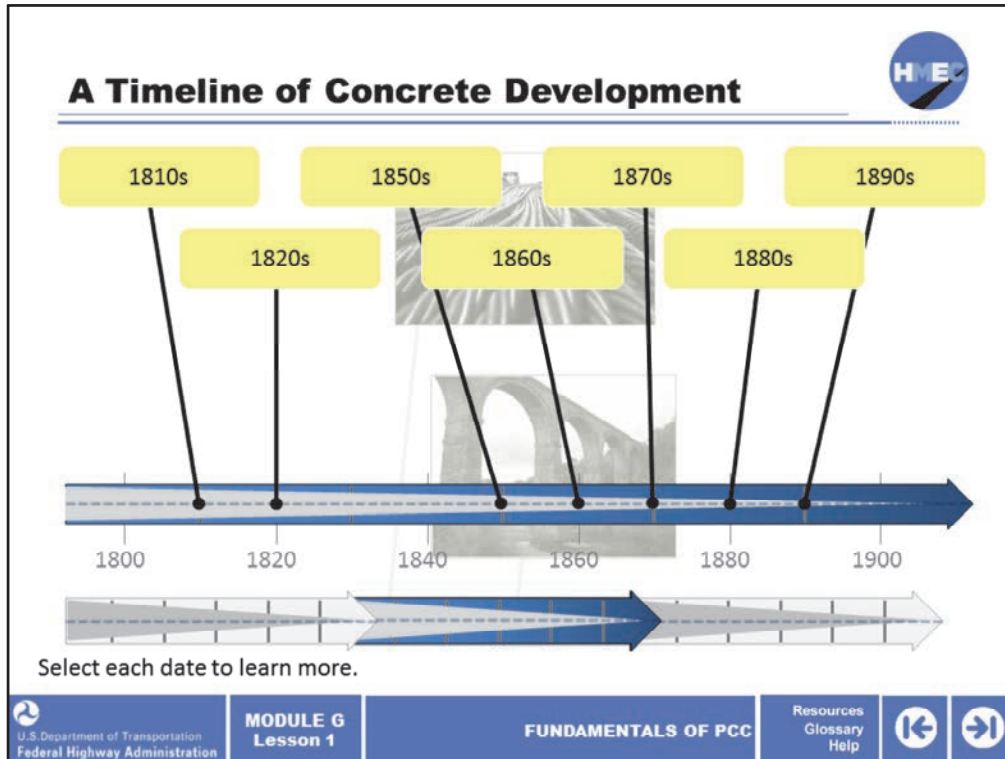 A Timeline of Concrete Development
HMEC
1810s
1850s
1870s
1890s
1820s
1860s
1880s
1800
1820
1840
1860
1880
1900
Select each date to learn more.
U.S.Department of Transportation
Federal Highway Administration
MODULE G
Lesson 1
FUNDAMENTALS OF PCC
Resources
Glossary
Help